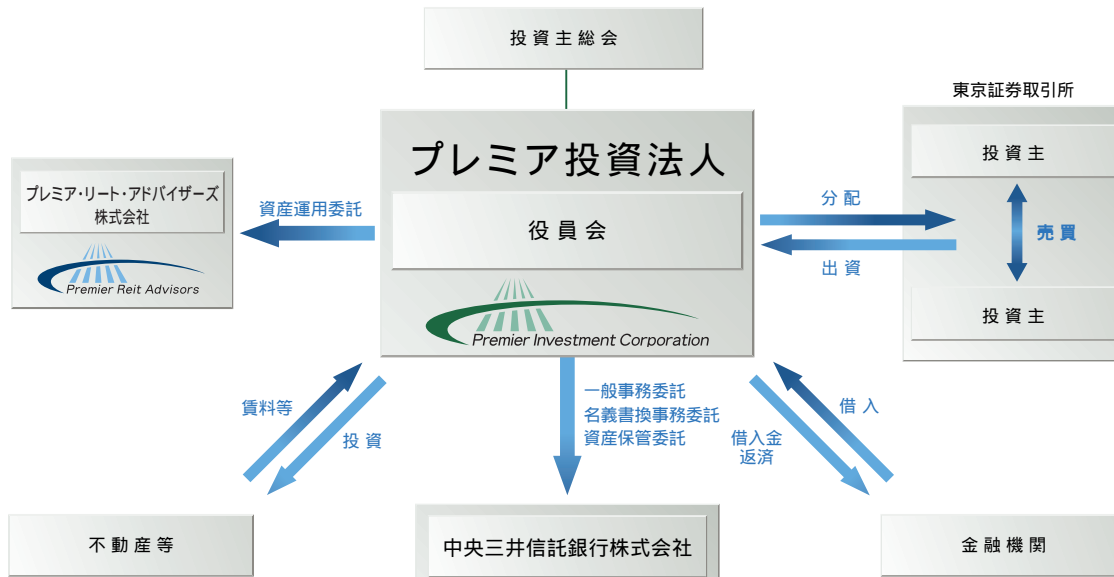 投資主総会
東京証券取引所
プレミア投資法人
役員会
Premier Investment Corporation
プレミア・リート・アドバイザーズ
株式会社
Premier Reit Advisors
資産運用委託
分配
出資
投資主
売買
投資主
賃料等
投資
一般事務委託
名義書換事務委託
資産保管委託
借入金
返済
借入
不動産等
中央三井信託銀行株式会社
金融機関